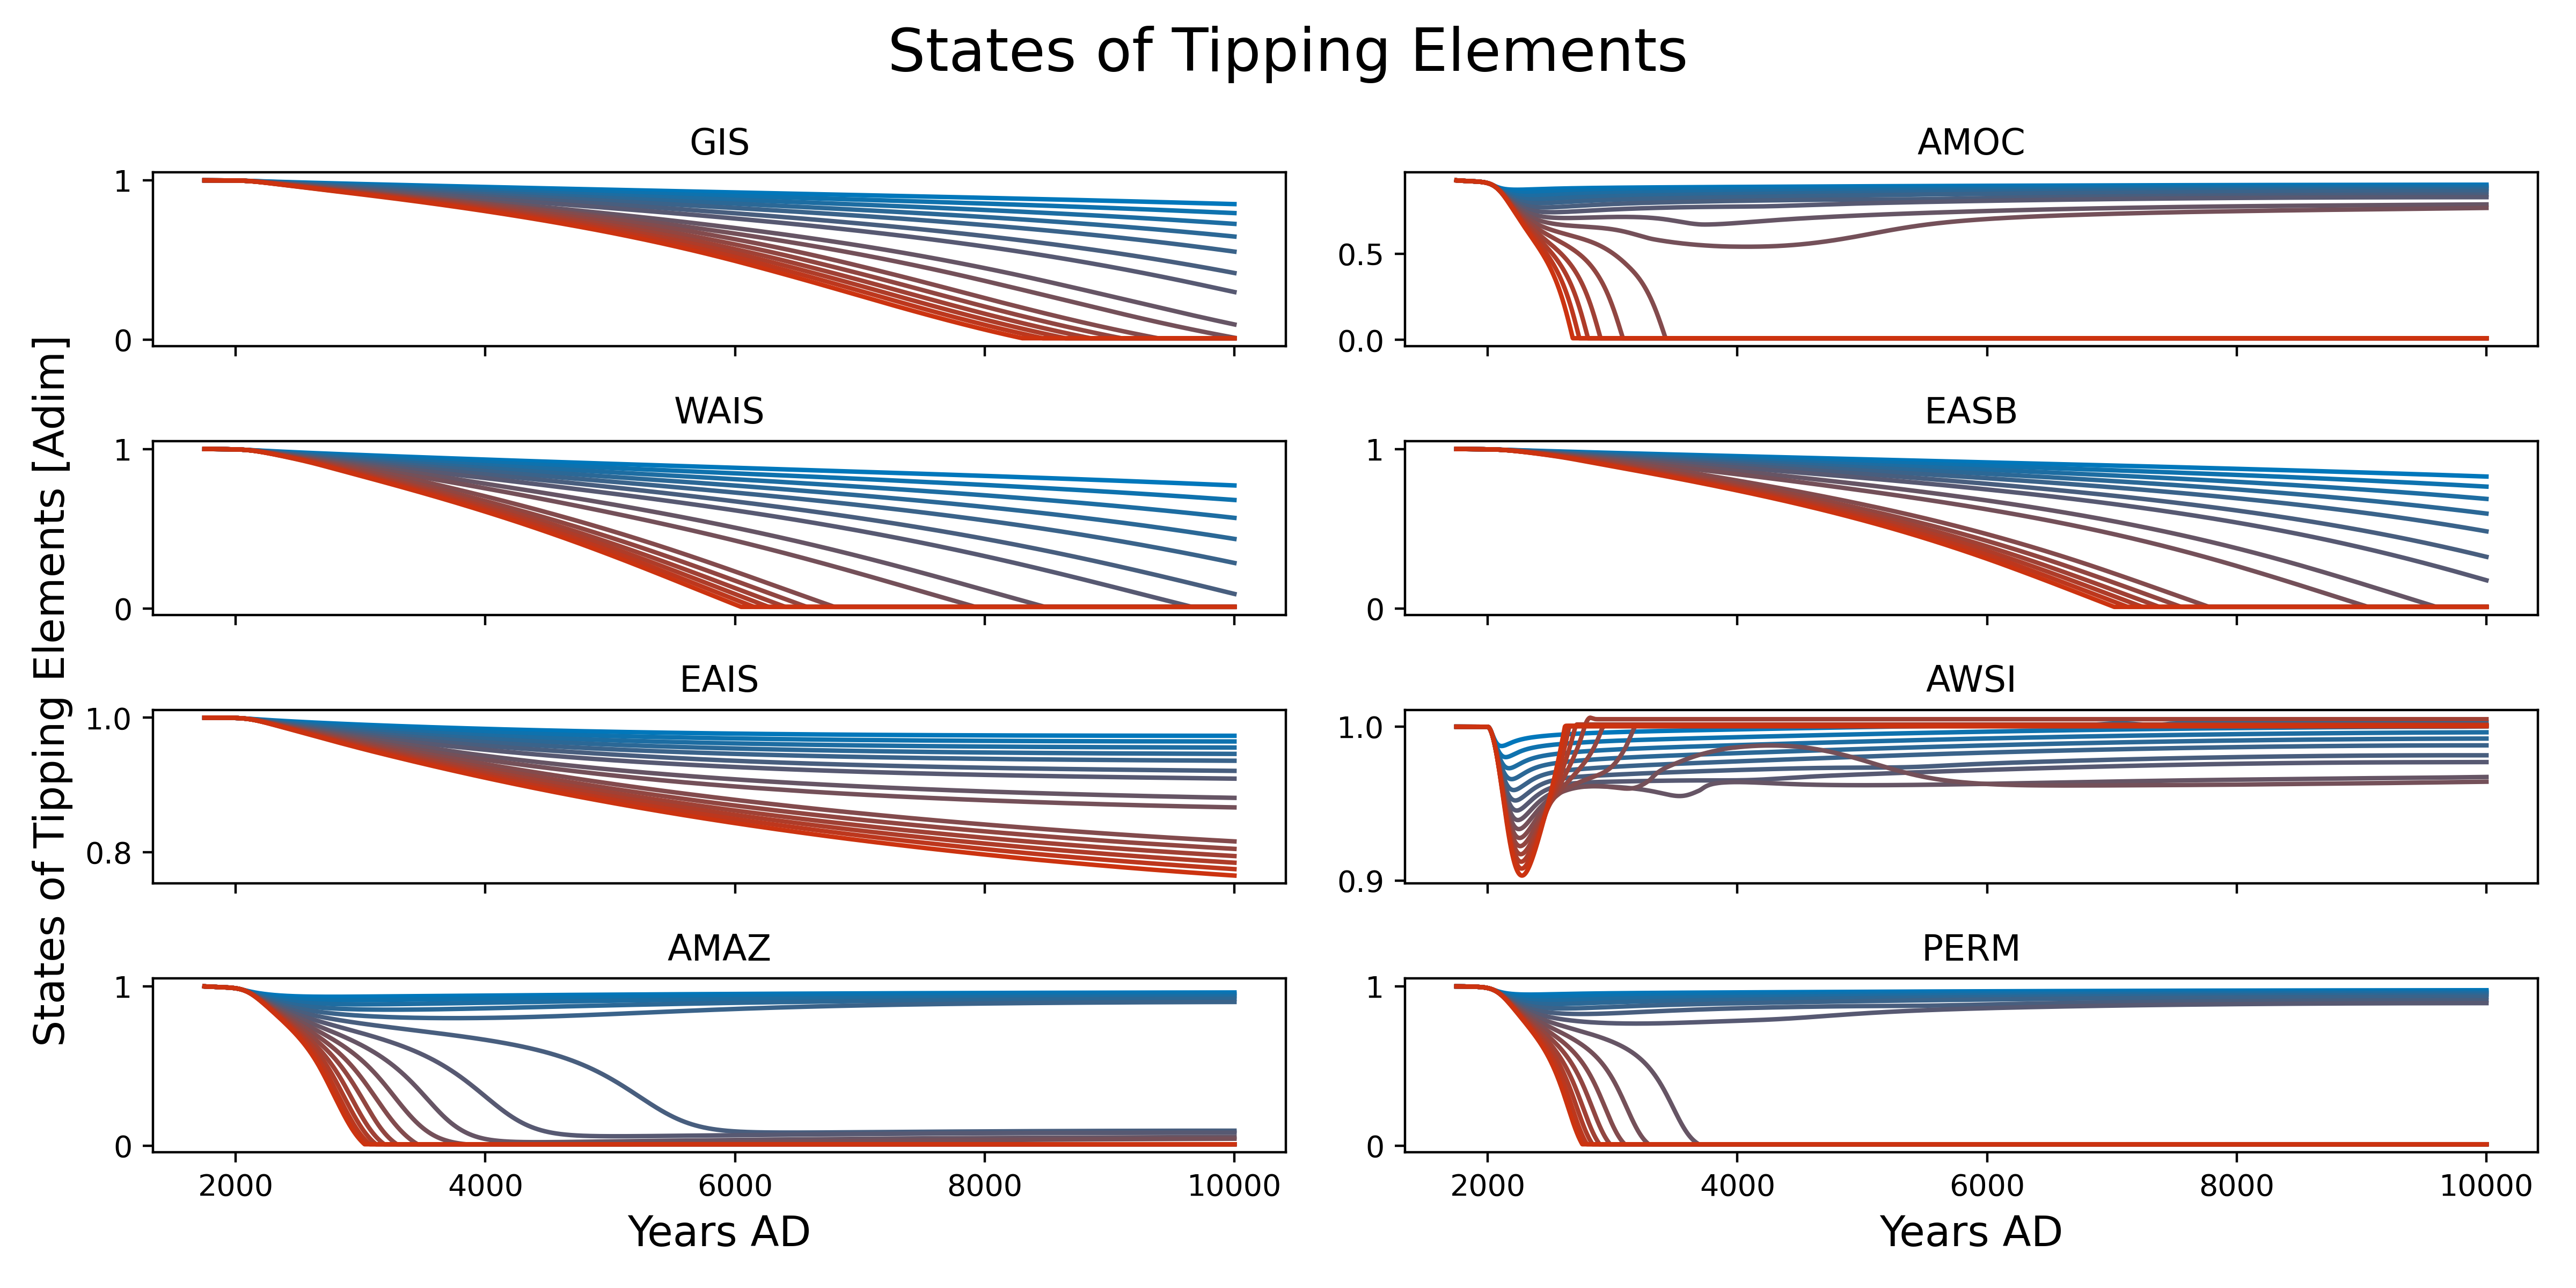 States of Tipping Elements
GIS
AMOC
1
0
0.5
0.0
WAIS
EASB
1
0
1
0
EAIS
AWSI
1.0
0.8
1.0
0.9
AMAZ
PERM
1
0
1
0
2000 4000 6000 8000 10000
2000 4000 6000 8000 10000
Years AD
Years AD
States of Tipping Elements [Adim]